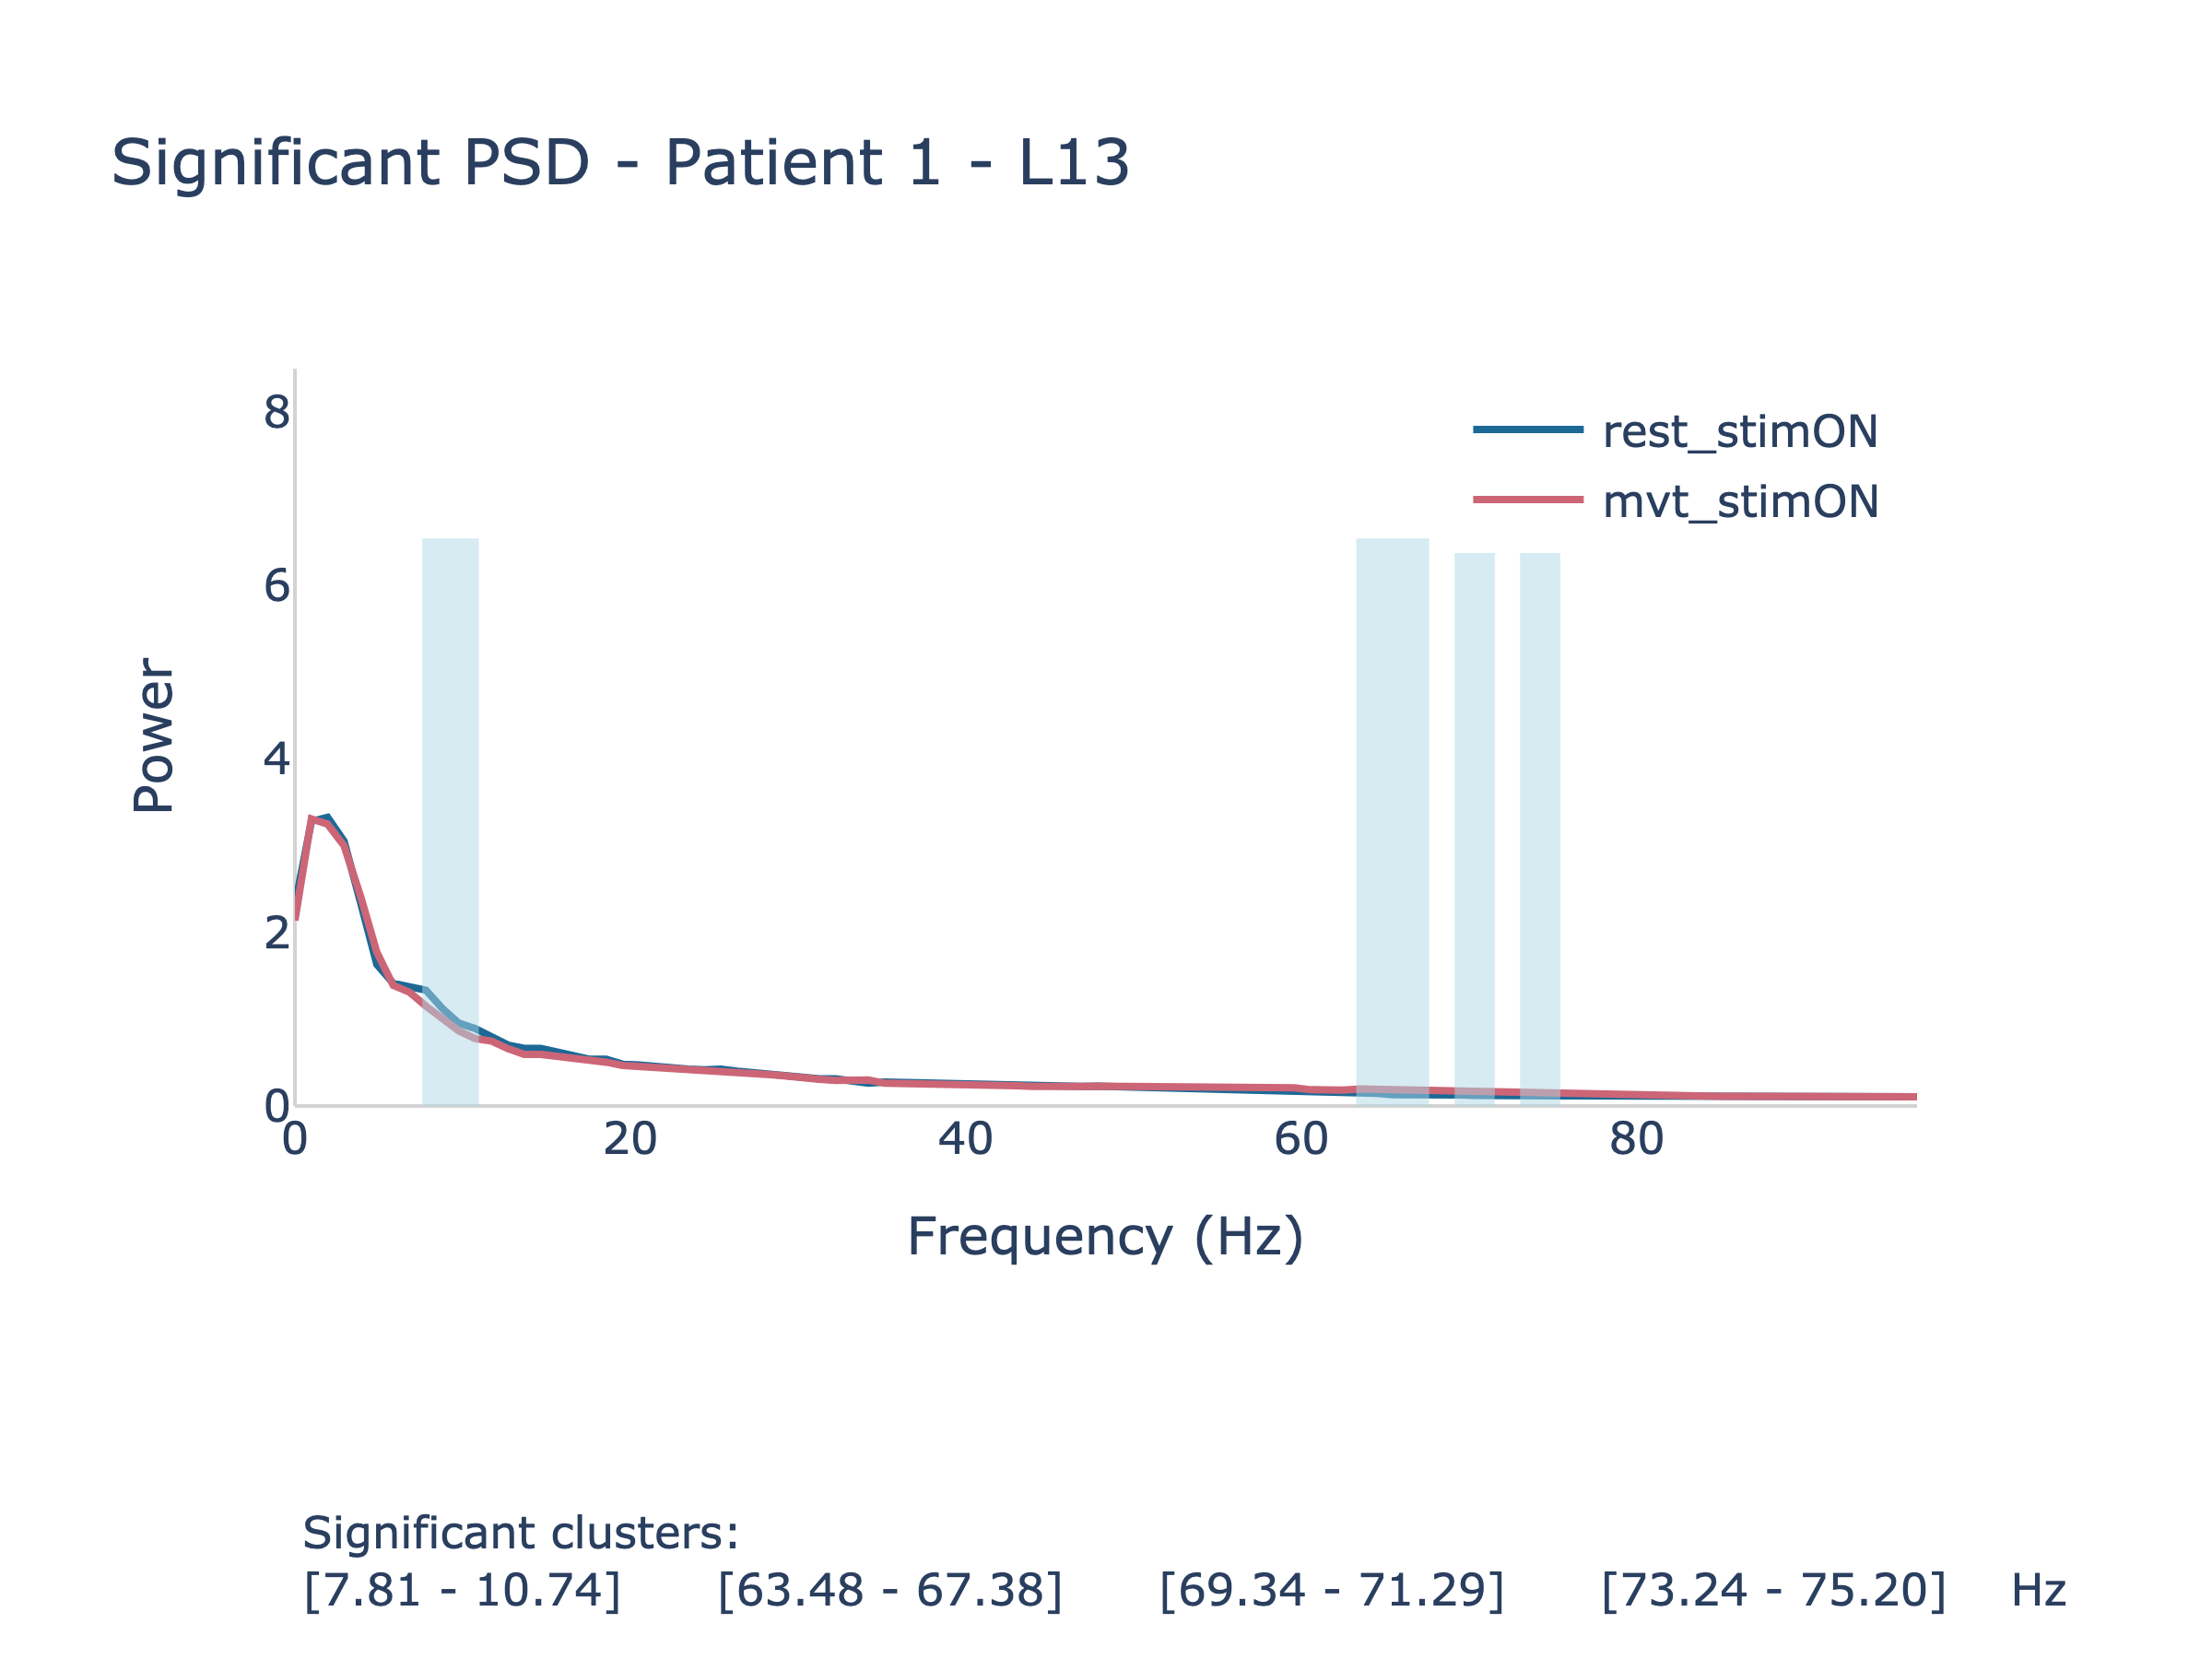 Significant PSD - Patient 1 - L13
8
6
4
2
0
Power
rest_stimON
mvt_stimON
0 20 40 60 80
Frequency (Hz)
Significant clusters:
[7.81 - 10.74] [63.48 - 67.38] [69.34 - 71.29] [73.24 - 75.20] Hz